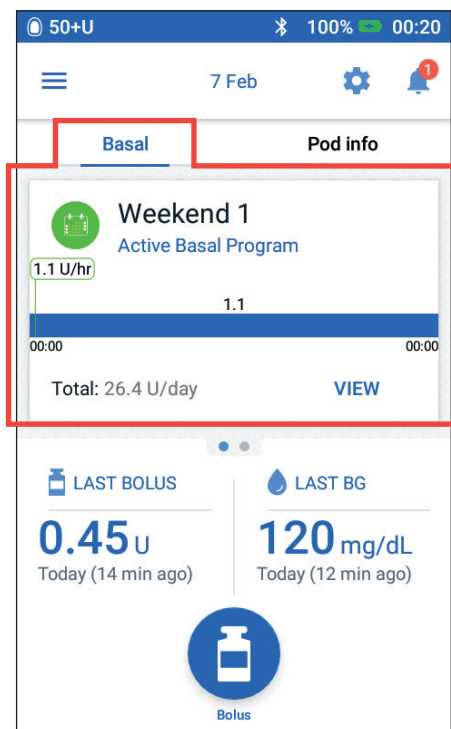 50+U 100% 00:20
7 Feb 1
Basal Pod info
Weekend 1
Active Basal Program
1.1 U/hr
1.1
00:00 00:00
Total: 26.4 U/day VIEW
LAST BOLUS LAST BG
0.45 U 120 mg/dL
Today (14 min ago) Today (12 min ago)
Bolus